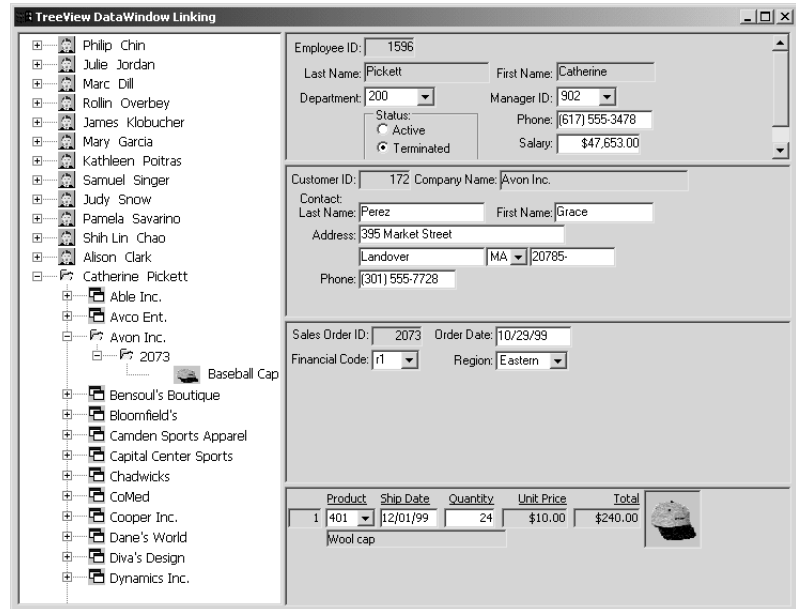 TreeView DataWindow Linking
Philip Chin
Julie Jordan
Marc Dill
Rollin Overbey
James Klobucher
Mary Garcia
Kathleen Poitras
Samuel Singer
Judy Snow
Pamela Savarino
Shih Lin Chao
Alison Clark
Catherine Pickett
Able Inc.
Avco Ent.
Avon Inc.
2073
Baseball Cap
Bensoul's Boutique
Bloomfield's
Camden Sports Apparel
Capital Center Sports
Chadwicks
CoMed
Cooper Inc.
Dane's World
Diva's Design
Dynamics Inc.
Employee ID: 1596
Last Name: Pickett First Name: Catherine
Department: 200 Manager ID: 902
Status: Phone: (617) 555-3478
Active
Terminated Salary: $47,653.00
Customer ID: 172 Company Name: Avon Inc.
Contact:
Last Name: Perez First Name: Grace
Address: 395 Market Street
Landover MA 20785-
Phone: (301) 555-7728
Sales Order ID: 2073 Order Date: 10/29/99
Financial Code: r1 Region: Eastern
Product Ship Date Quantity Unit Price Total
1 401 12/01/99 24 $10.00 $240.00
Wool cap